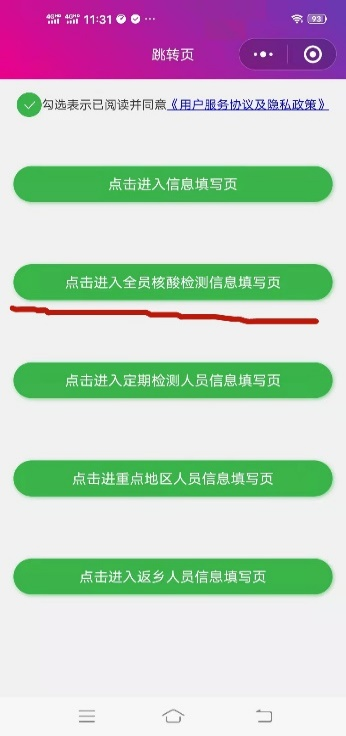 4GHD 4GHD 11:31 93
跳转页
勾选表示已阅读并同意《用户服务协议及隐私政策》
点击进入信息填写页
点击进入全员核酸检测信息填写页
点击进入定期检测人员信息填写页
点击进重点地区人员信息填写页
点击进入返乡人员信息填写页